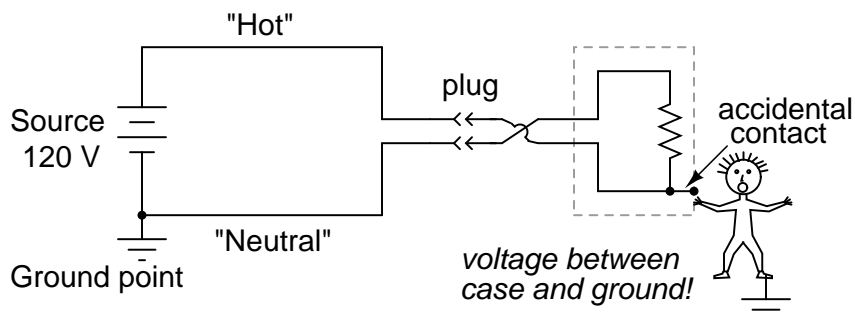 "Hot"
plug
Source
120 V
accidental
contact
"Neutral"
Ground point
voltage between
case and ground!